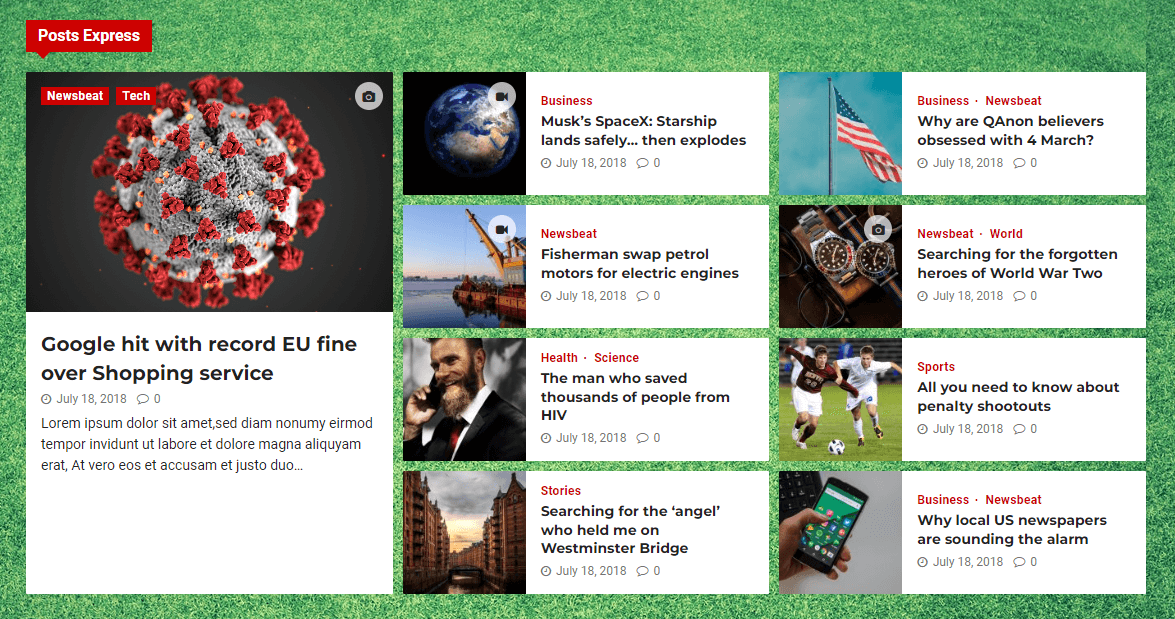 Posts Express
Newsbeat Tech
Google hit with record EU fine
over Shopping service
July 18, 2018 0
Lorem ipsum dolor sit amet,sed diam nonumy eirmod
tempor invidunt ut labore et dolore magna aliquyam
erat, At vero eos et accusam et justo duo...
Business
Musk’s SpaceX: Starship
lands safely… then explodes
July 18, 2018 0
Newsbeat
Fisherman swap petrol
motors for electric engines
July 18, 2018 0
Health · Science
The man who saved
thousands of people from
HIV
July 18, 2018 0
Stories
Searching for the ‘angel’
who held me on
Westminster Bridge
July 18, 2018 0
Business · Newsbeat
Why are QAnon believers
obsessed with 4 March?
July 18, 2018 0
Newsbeat · World
Searching for the forgotten
heroes of World War Two
July 18, 2018 0
Sports
All you need to know about
penalty shootouts
July 18, 2018 0
Business · Newsbeat
Why local US newspapers
are sounding the alarm
July 18, 2018 0